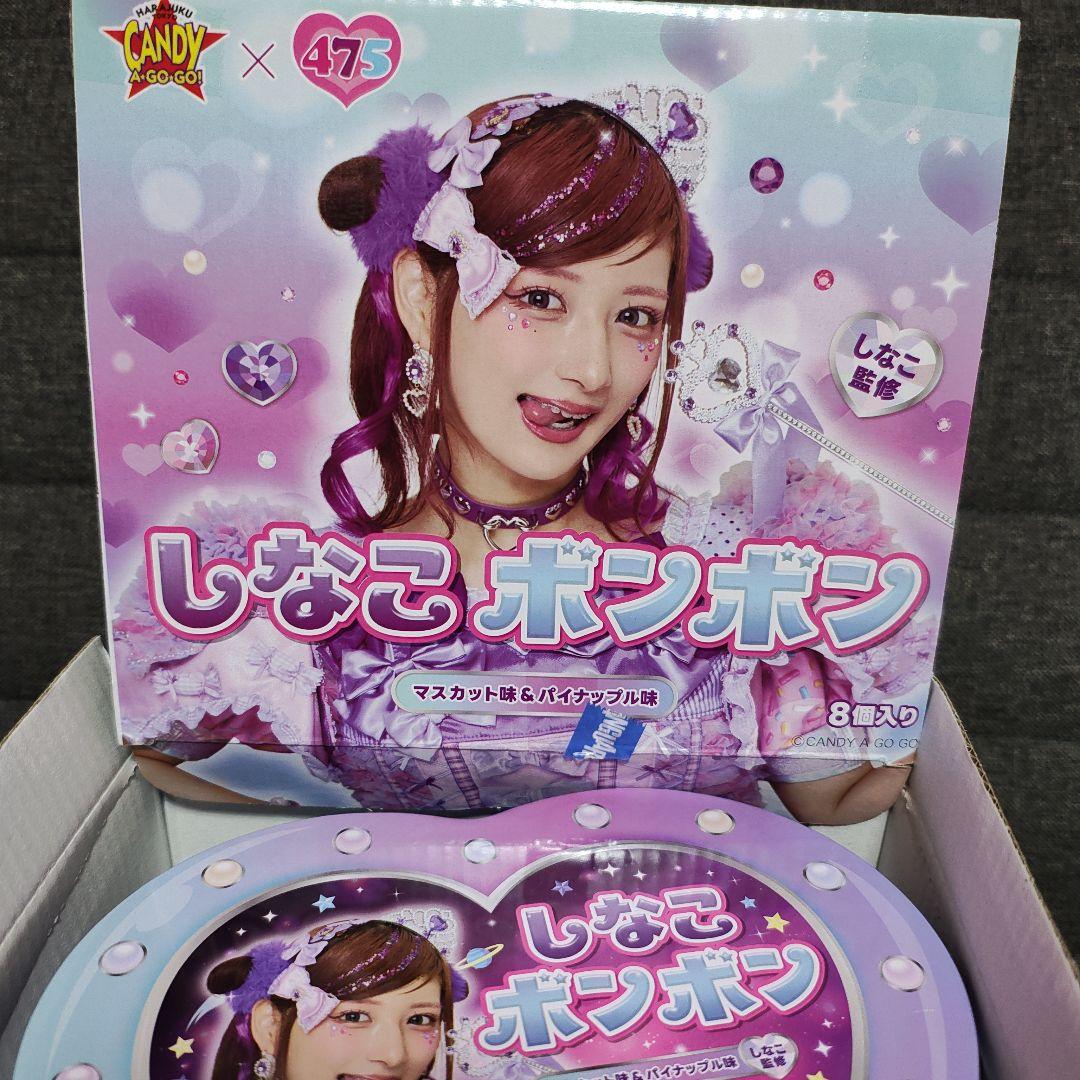 HARAJUKU
TOKYO
CANDY
A·GO·GO!
×
475
しなこ
監修
しなこ ボンボン
マスカット味&パイナップル味
8個入り
©CANDY A GO GO
しなこ
ボンボン
カット味&パイナップル味
しなこ
監修